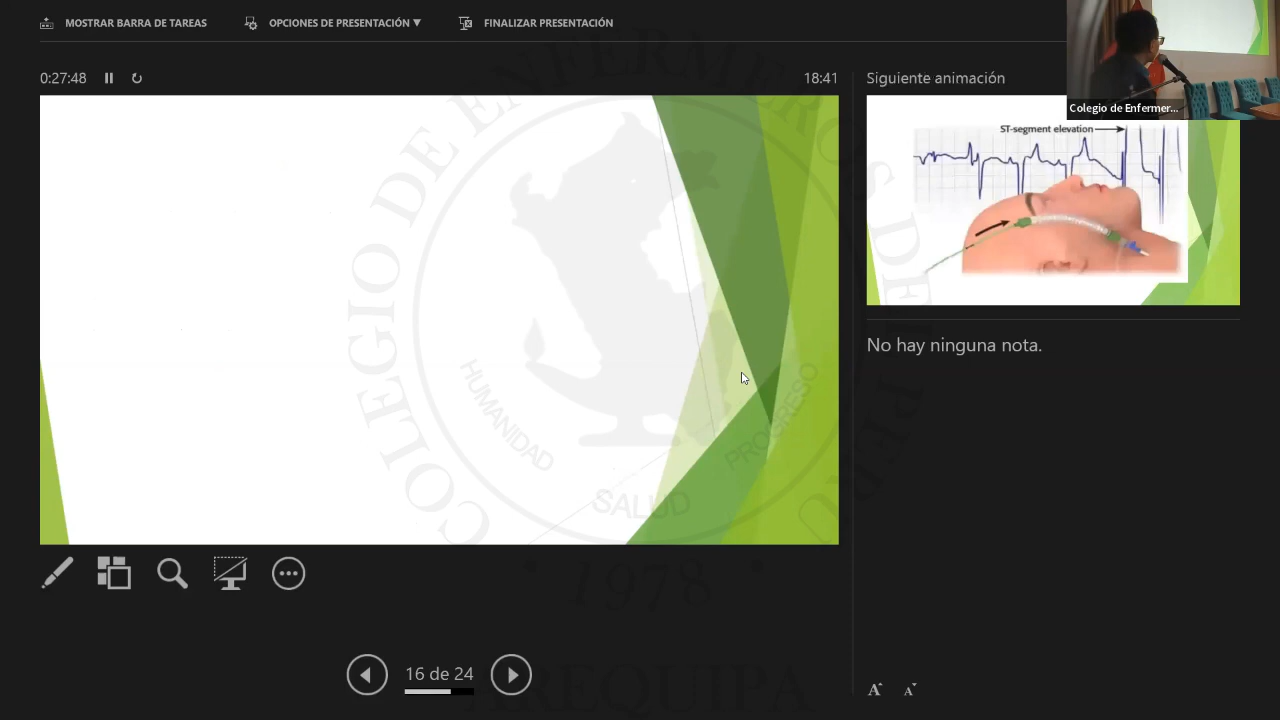 MOSTRAR BARRA DE TAREAS
OPCIONES DE PRESENTACIÓN ▼
FINALIZAR PRESENTACIÓN
0:27:48
18:41
Siguiente animación
Colegio de Enfermer...
ST-segment elevation
No hay ninguna nota.
COLEGIO DE ENFERMEROS DEL PERU
HUMANIDAD
SALUD
PROGRESO
1978
AREQUIPA
16 de 24
A A